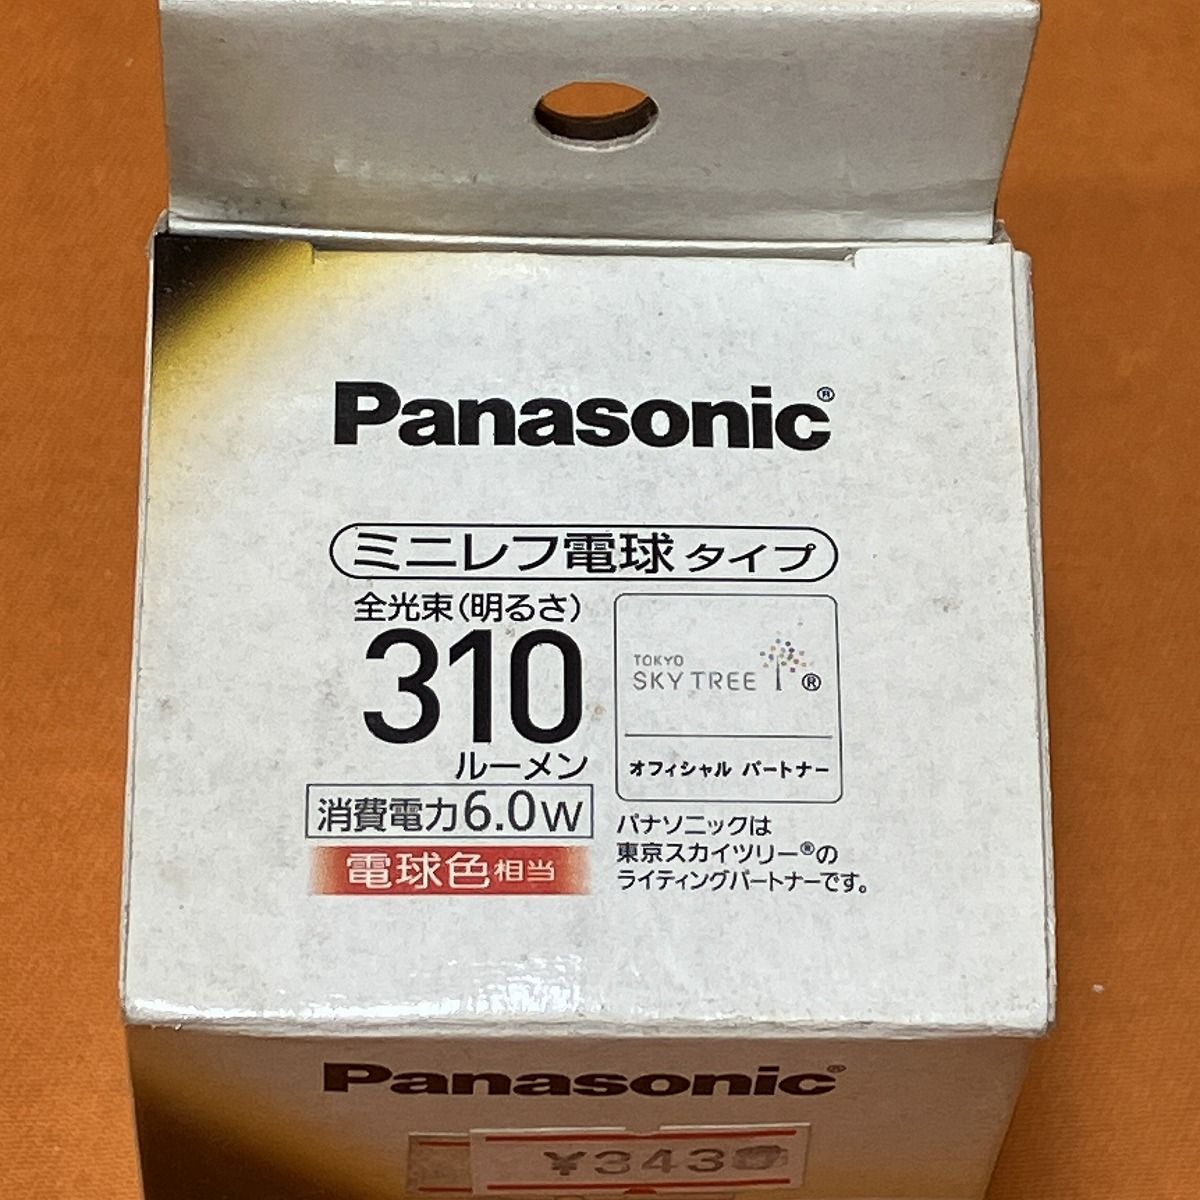 Panasonic®
ミニレフ電球タイプ
全光束(明るさ)
310
ルーメン
消費電力6.0W
電球色相当
TOKYO
SKY TREE ®
オフィシャル パートナー
パナソニックは
東京スカイツリー®の
ライティングパートナーです。
Panasonic®